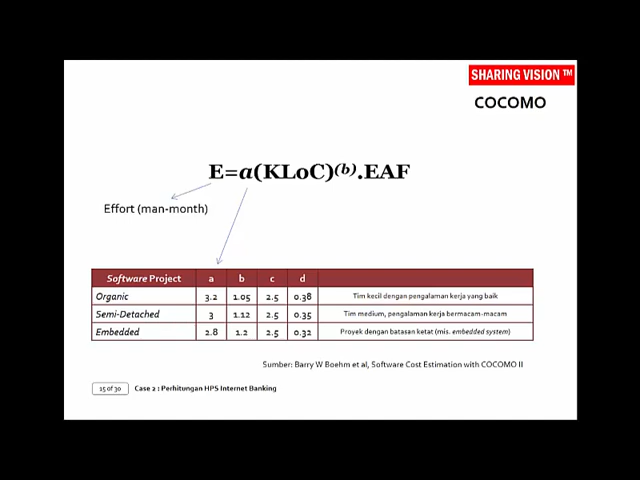 SHARING VISION ™
COCOMO
E=a(KLoC)⁽ᵇ⁾.EAF
Effort (man-month)
Software Project a b c d
Organic 3.2 1.05 2.5 0.38 Tim kecil dengan pengalaman kerja yang baik
Semi-Detached 3 1.12 2.5 0.35 Tim medium, pengalaman kerja bermacam-macam
Embedded 2.8 1.2 2.5 0.32 Proyek dengan batasan ketat (mis. embedded system)
Sumber: Barry W Boehm et al, Software Cost Estimation with COCOMO II
15 of 30 Case 2 : Perhitungan HPS Internet Banking